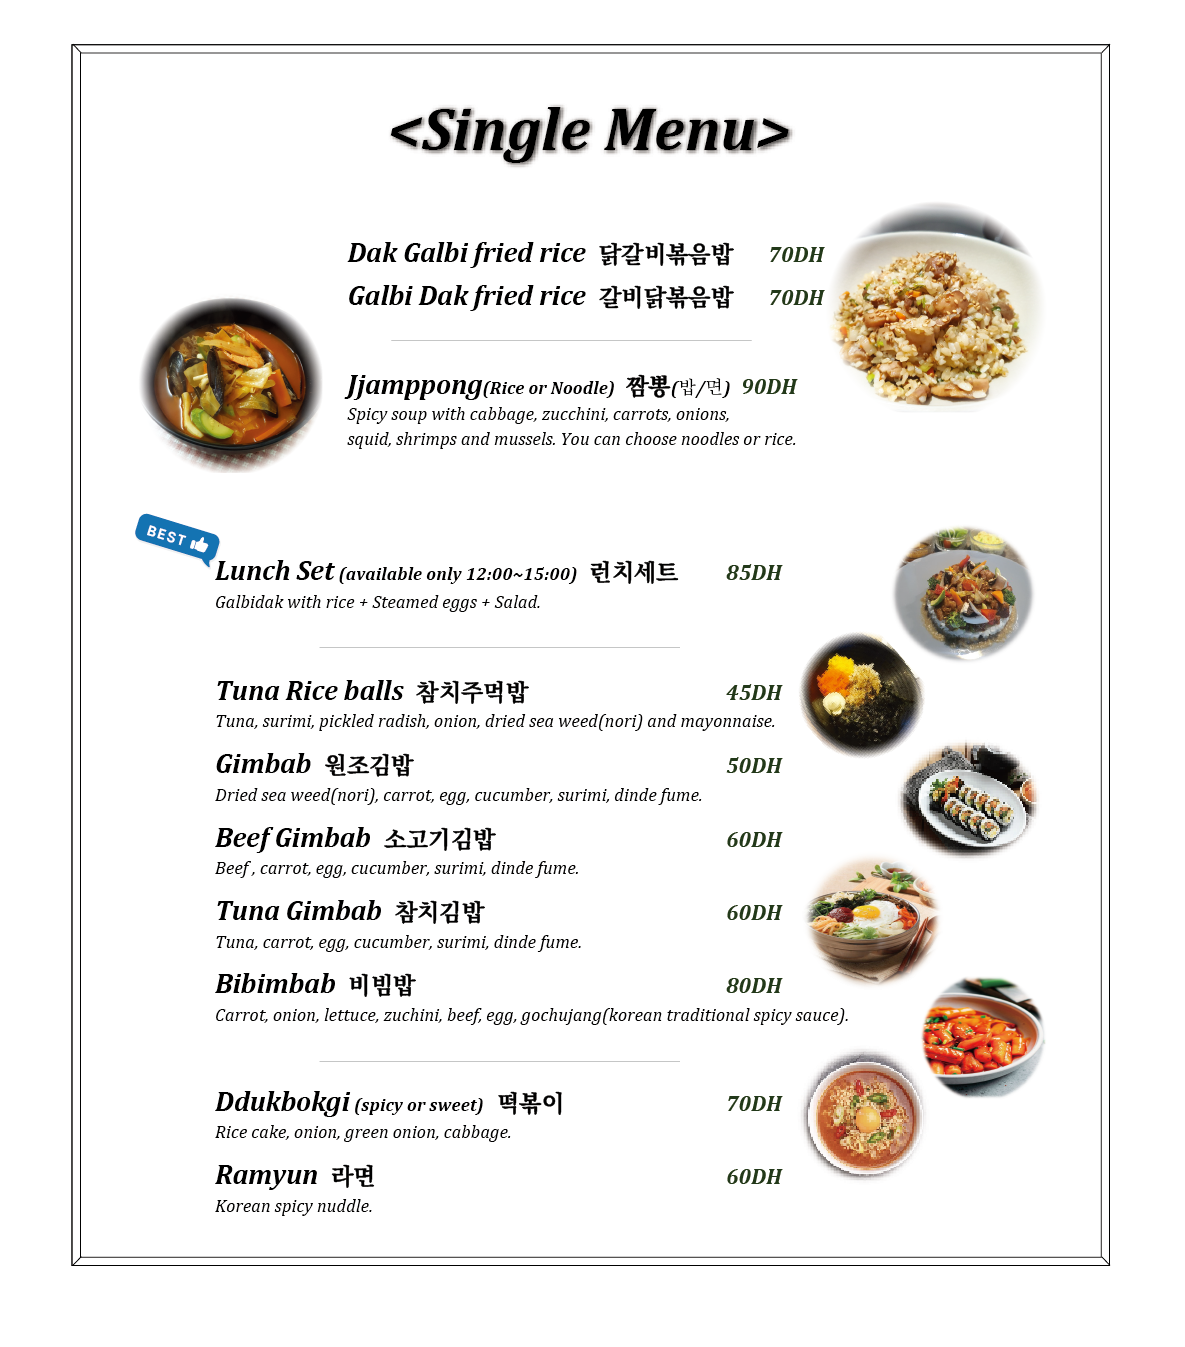 <Single Menu>
Dak Galbi fried rice 닭갈비볶음밥 70DH
Galbi Dak fried rice 갈비닭볶음밥 70DH
Jjamppong(Rice or Noodle) 짬뽕(밥/면) 90DH
Spicy soup with cabbage, zucchini, carrots, onions,
squid, shrimps and mussels. You can choose noodles or rice.
BEST
Lunch Set (available only 12:00~15:00) 런치세트 85DH
Galbidak with rice + Steamed eggs + Salad.
Tuna Rice balls 참치주먹밥 45DH
Tuna, surimi, pickled radish, onion, dried sea weed(nori) and mayonnaise.
Gimbab 원조김밥 50DH
Dried sea weed(nori), carrot, egg, cucumber, surimi, dinde fume.
Beef Gimbab 소고기김밥 60DH
Beef , carrot, egg, cucumber, surimi, dinde fume.
Tuna Gimbab 참치김밥 60DH
Tuna, carrot, egg, cucumber, surimi, dinde fume.
Bibimbab 비빔밥 80DH
Carrot, onion, lettuce, zuchini, beef, egg, gochujang(korean traditional spicy sauce).
Ddukbokgi (spicy or sweet) 떡볶이 70DH
Rice cake, onion, green onion, cabbage.
Ramyun 라면 60DH
Korean spicy nuddle.